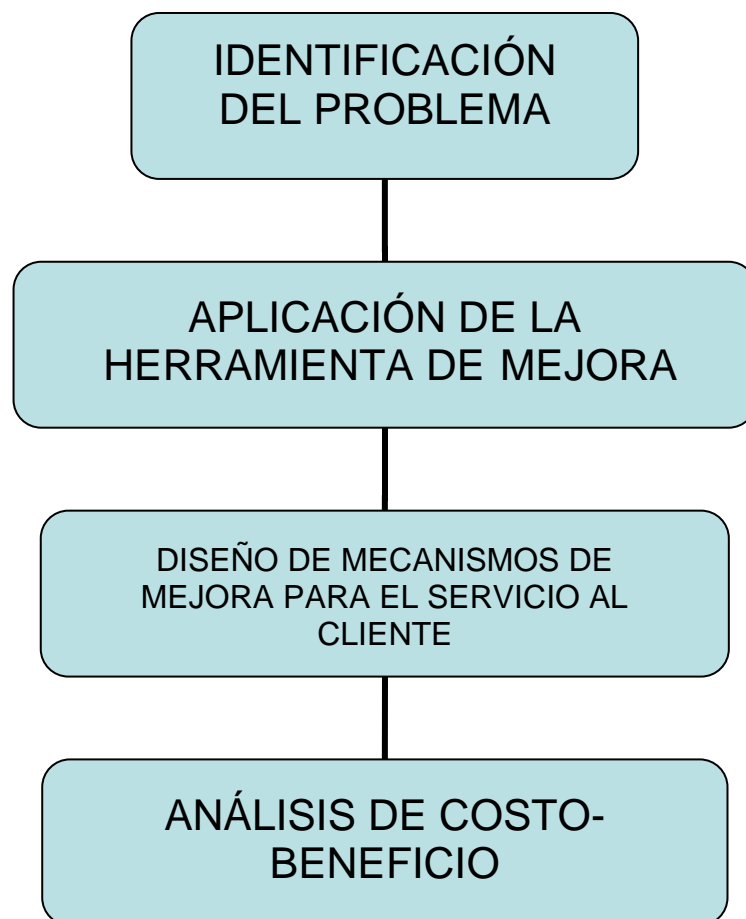 IDENTIFICACIÓN
DEL PROBLEMA
APLICACIÓN DE LA
HERRAMIENTA DE MEJORA
DISEÑO DE MECANISMOS DE
MEJORA PARA EL SERVICIO AL
CLIENTE
ANÁLISIS DE COSTO-
BENEFICIO